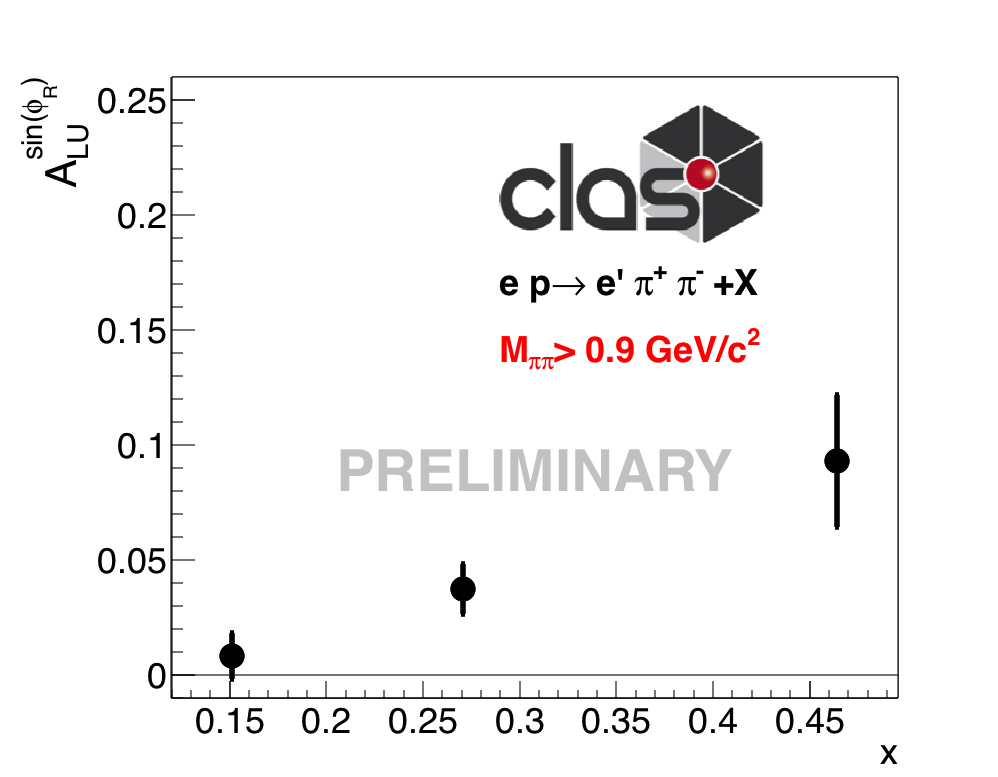 A_LU^sin(ϕ_R)
0.25
0.2
0.15
0.1
0.05
0
clas
e p→ e' π⁺ π⁻ +X
M_ππ> 0.9 GeV/c²
PRELIMINARY
0.15 0.2 0.25 0.3 0.35 0.4 0.45
x